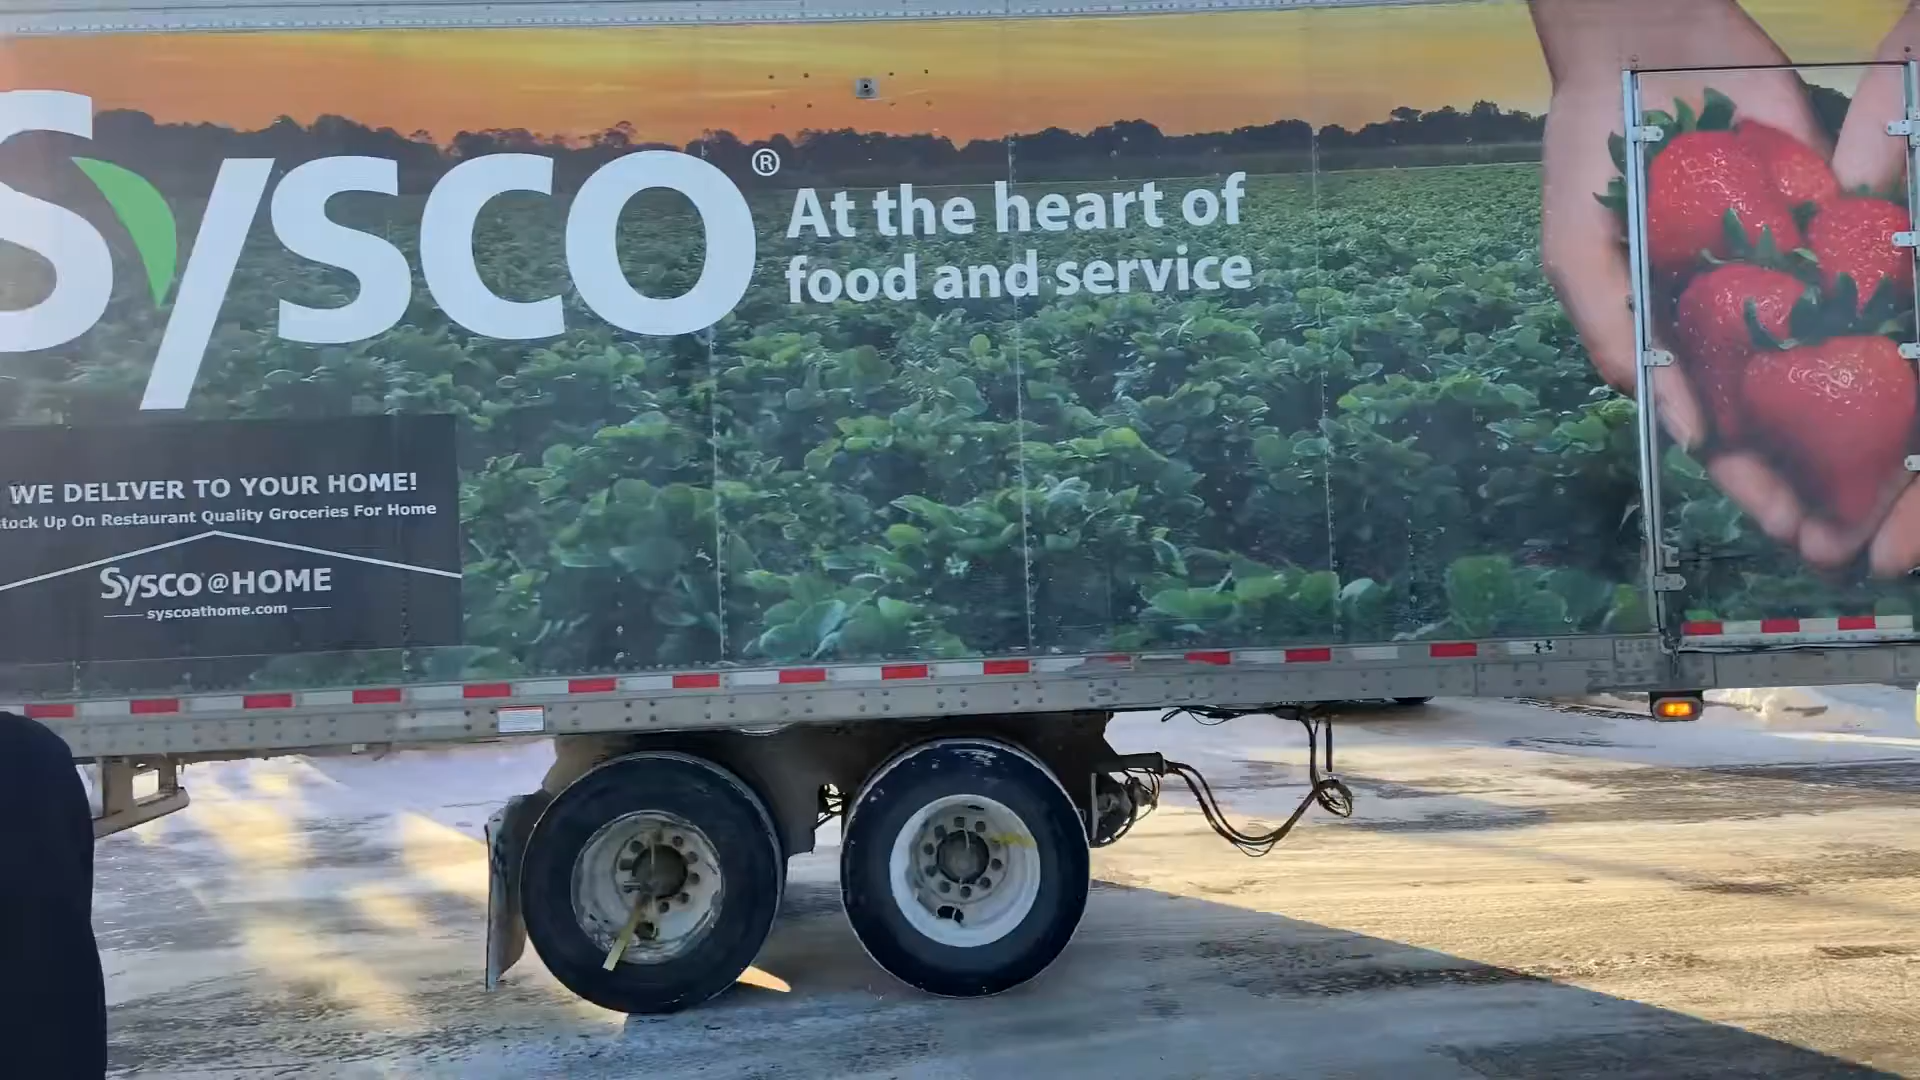 Sysco®
At the heart of
food and service
WE DELIVER TO YOUR HOME!
tock Up On Restaurant Quality Groceries For Home
Sysco@HOME
syscoathome.com